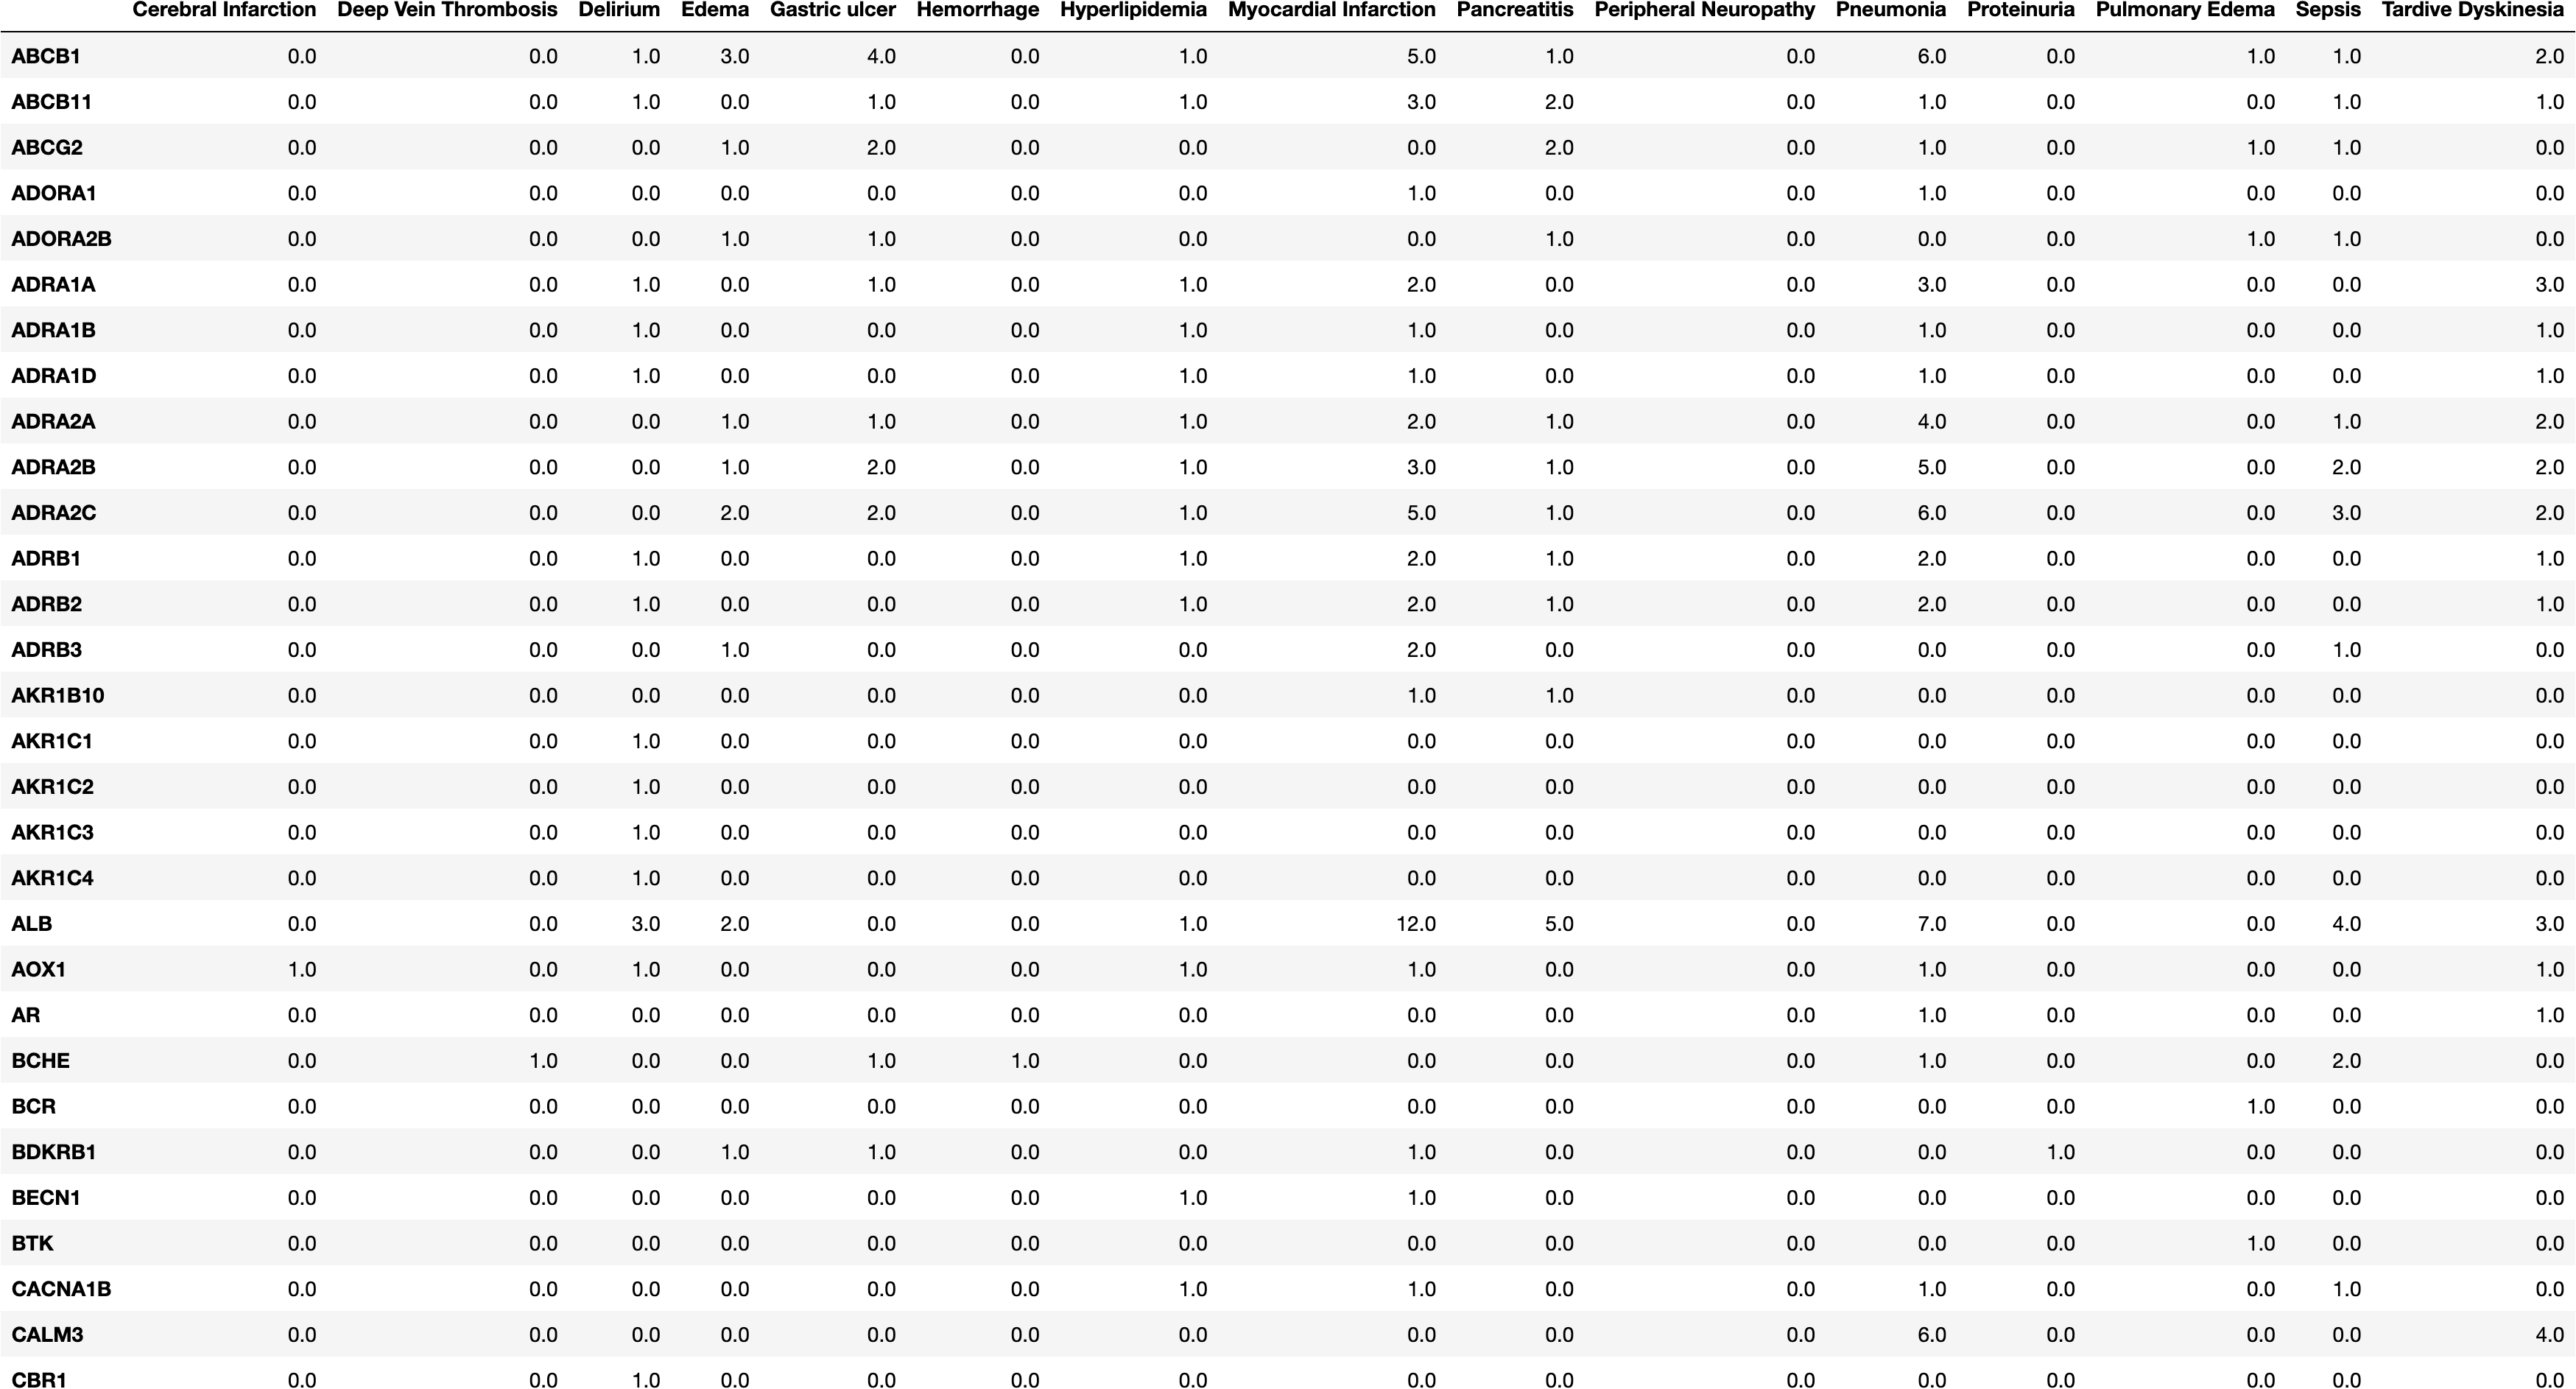 Cerebral Infarction Deep Vein Thrombosis Delirium Edema Gastric ulcer Hemorrhage Hyperlipidemia Myocardial Infarction Pancreatitis Peripheral Neuropathy Pneumonia Proteinuria Pulmonary Edema Sepsis Tardive Dyskinesia
ABCB1 0.0 0.0 1.0 3.0 4.0 0.0 1.0 5.0 1.0 0.0 6.0 0.0 1.0 1.0 2.0
ABCB11 0.0 0.0 1.0 0.0 1.0 0.0 1.0 3.0 2.0 0.0 1.0 0.0 0.0 1.0 1.0
ABCG2 0.0 0.0 0.0 1.0 2.0 0.0 0.0 0.0 2.0 0.0 1.0 0.0 1.0 1.0 0.0
ADORA1 0.0 0.0 0.0 0.0 0.0 0.0 0.0 1.0 0.0 0.0 1.0 0.0 0.0 0.0 0.0
ADORA2B 0.0 0.0 0.0 1.0 1.0 0.0 0.0 0.0 1.0 0.0 0.0 0.0 1.0 1.0 0.0
ADRA1A 0.0 0.0 1.0 0.0 1.0 0.0 1.0 2.0 0.0 0.0 3.0 0.0 0.0 0.0 3.0
ADRA1B 0.0 0.0 1.0 0.0 0.0 0.0 1.0 1.0 0.0 0.0 1.0 0.0 0.0 0.0 1.0
ADRA1D 0.0 0.0 1.0 0.0 0.0 0.0 1.0 1.0 0.0 0.0 1.0 0.0 0.0 0.0 1.0
ADRA2A 0.0 0.0 0.0 1.0 1.0 0.0 1.0 2.0 1.0 0.0 4.0 0.0 0.0 1.0 2.0
ADRA2B 0.0 0.0 0.0 1.0 2.0 0.0 1.0 3.0 1.0 0.0 5.0 0.0 0.0 2.0 2.0
ADRA2C 0.0 0.0 0.0 2.0 2.0 0.0 1.0 5.0 1.0 0.0 6.0 0.0 0.0 3.0 2.0
ADRB1 0.0 0.0 1.0 0.0 0.0 0.0 1.0 2.0 1.0 0.0 2.0 0.0 0.0 0.0 1.0
ADRB2 0.0 0.0 1.0 0.0 0.0 0.0 1.0 2.0 1.0 0.0 2.0 0.0 0.0 0.0 1.0
ADRB3 0.0 0.0 0.0 1.0 0.0 0.0 0.0 2.0 0.0 0.0 0.0 0.0 0.0 1.0 0.0
AKR1B10 0.0 0.0 0.0 0.0 0.0 0.0 0.0 1.0 1.0 0.0 0.0 0.0 0.0 0.0 0.0
AKR1C1 0.0 0.0 1.0 0.0 0.0 0.0 0.0 0.0 0.0 0.0 0.0 0.0 0.0 0.0 0.0
AKR1C2 0.0 0.0 1.0 0.0 0.0 0.0 0.0 0.0 0.0 0.0 0.0 0.0 0.0 0.0 0.0
AKR1C3 0.0 0.0 1.0 0.0 0.0 0.0 0.0 0.0 0.0 0.0 0.0 0.0 0.0 0.0 0.0
AKR1C4 0.0 0.0 1.0 0.0 0.0 0.0 0.0 0.0 0.0 0.0 0.0 0.0 0.0 0.0 0.0
ALB 0.0 0.0 3.0 2.0 0.0 0.0 1.0 12.0 5.0 0.0 7.0 0.0 0.0 4.0 3.0
AOX1 1.0 0.0 1.0 0.0 0.0 0.0 1.0 1.0 0.0 0.0 1.0 0.0 0.0 0.0 1.0
AR 0.0 0.0 0.0 0.0 0.0 0.0 0.0 0.0 0.0 0.0 1.0 0.0 0.0 0.0 1.0
BCHE 0.0 1.0 0.0 0.0 1.0 1.0 0.0 0.0 0.0 0.0 1.0 0.0 0.0 2.0 0.0
BCR 0.0 0.0 0.0 0.0 0.0 0.0 0.0 0.0 0.0 0.0 0.0 0.0 1.0 0.0 0.0
BDKRB1 0.0 0.0 0.0 1.0 1.0 0.0 0.0 1.0 0.0 0.0 0.0 1.0 0.0 0.0 0.0
BECN1 0.0 0.0 0.0 0.0 0.0 0.0 1.0 1.0 0.0 0.0 0.0 0.0 0.0 0.0 0.0
BTK 0.0 0.0 0.0 0.0 0.0 0.0 0.0 0.0 0.0 0.0 0.0 0.0 1.0 0.0 0.0
CACNA1B 0.0 0.0 0.0 0.0 0.0 0.0 1.0 1.0 0.0 0.0 1.0 0.0 0.0 1.0 0.0
CALM3 0.0 0.0 0.0 0.0 0.0 0.0 0.0 0.0 0.0 0.0 6.0 0.0 0.0 0.0 4.0
CBR1 0.0 0.0 1.0 0.0 0.0 0.0 0.0 0.0 0.0 0.0 0.0 0.0 0.0 0.0 0.0